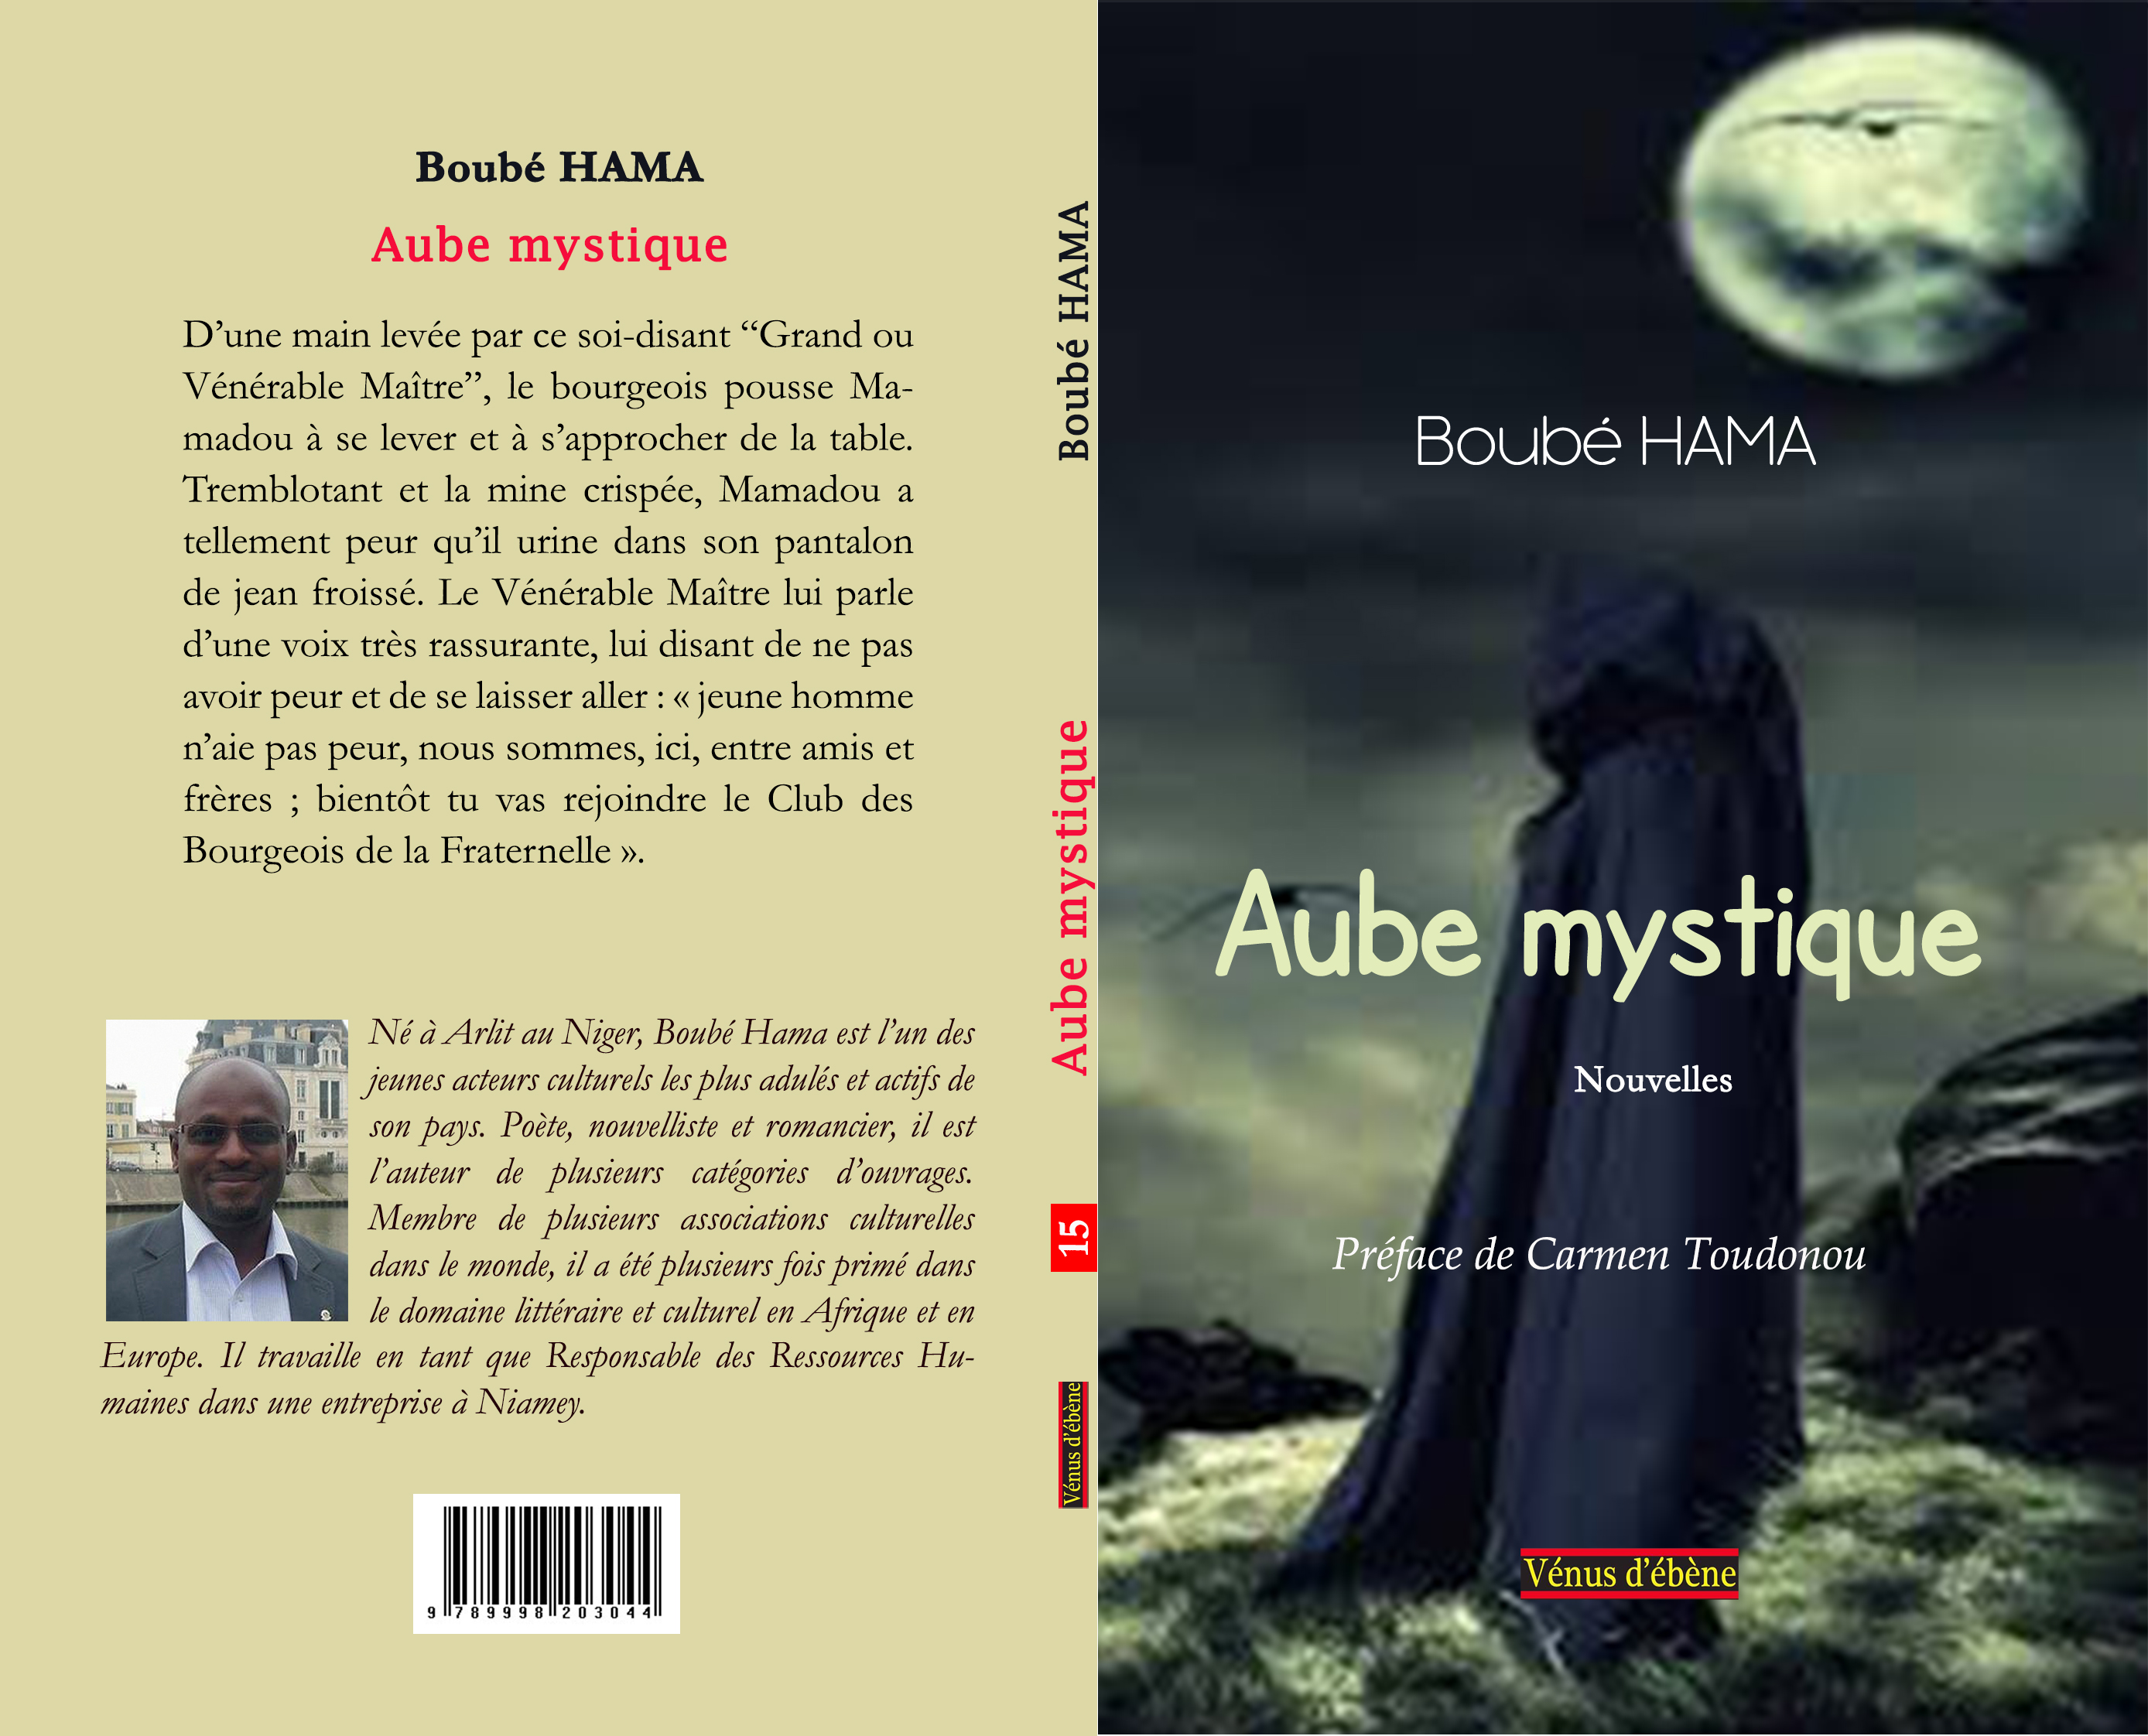 Boubé HAMA
Aube mystique
D’une main levée par ce soi-disant “Grand ou
Vénérable Maître”, le bourgeois pousse Ma-
madou à se lever et à s’approcher de la table.
Tremblotant et la mine crispée, Mamadou a
tellement peur qu’il urine dans son pantalon
de jean froissé. Le Vénérable Maître lui parle
d’une voix très rassurante, lui disant de ne pas
avoir peur et de se laisser aller : « jeune homme
n’aie pas peur, nous sommes, ici, entre amis et
frères ; bientôt tu vas rejoindre le Club des
Bourgeois de la Fraternelle ».
Né à Arlit au Niger, Boubé Hama est l’un des
jeunes acteurs culturels les plus adulés et actifs de
son pays. Poète, nouvelliste et romancier, il est
l’auteur de plusieurs catégories d’ouvrages.
Membre de plusieurs associations culturelles
dans le monde, il a été plusieurs fois primé dans
le domaine littéraire et culturel en Afrique et en
Europe. Il travaille en tant que Responsable des Ressources Hu-
maines dans une entreprise à Niamey.
9 789998 203044
Boubé HAMA
Aube mystique
15
Vénus d’ébène
Boubé HAMA
Aube mystique
Nouvelles
Préface de Carmen Toudonou
Vénus d’ébène